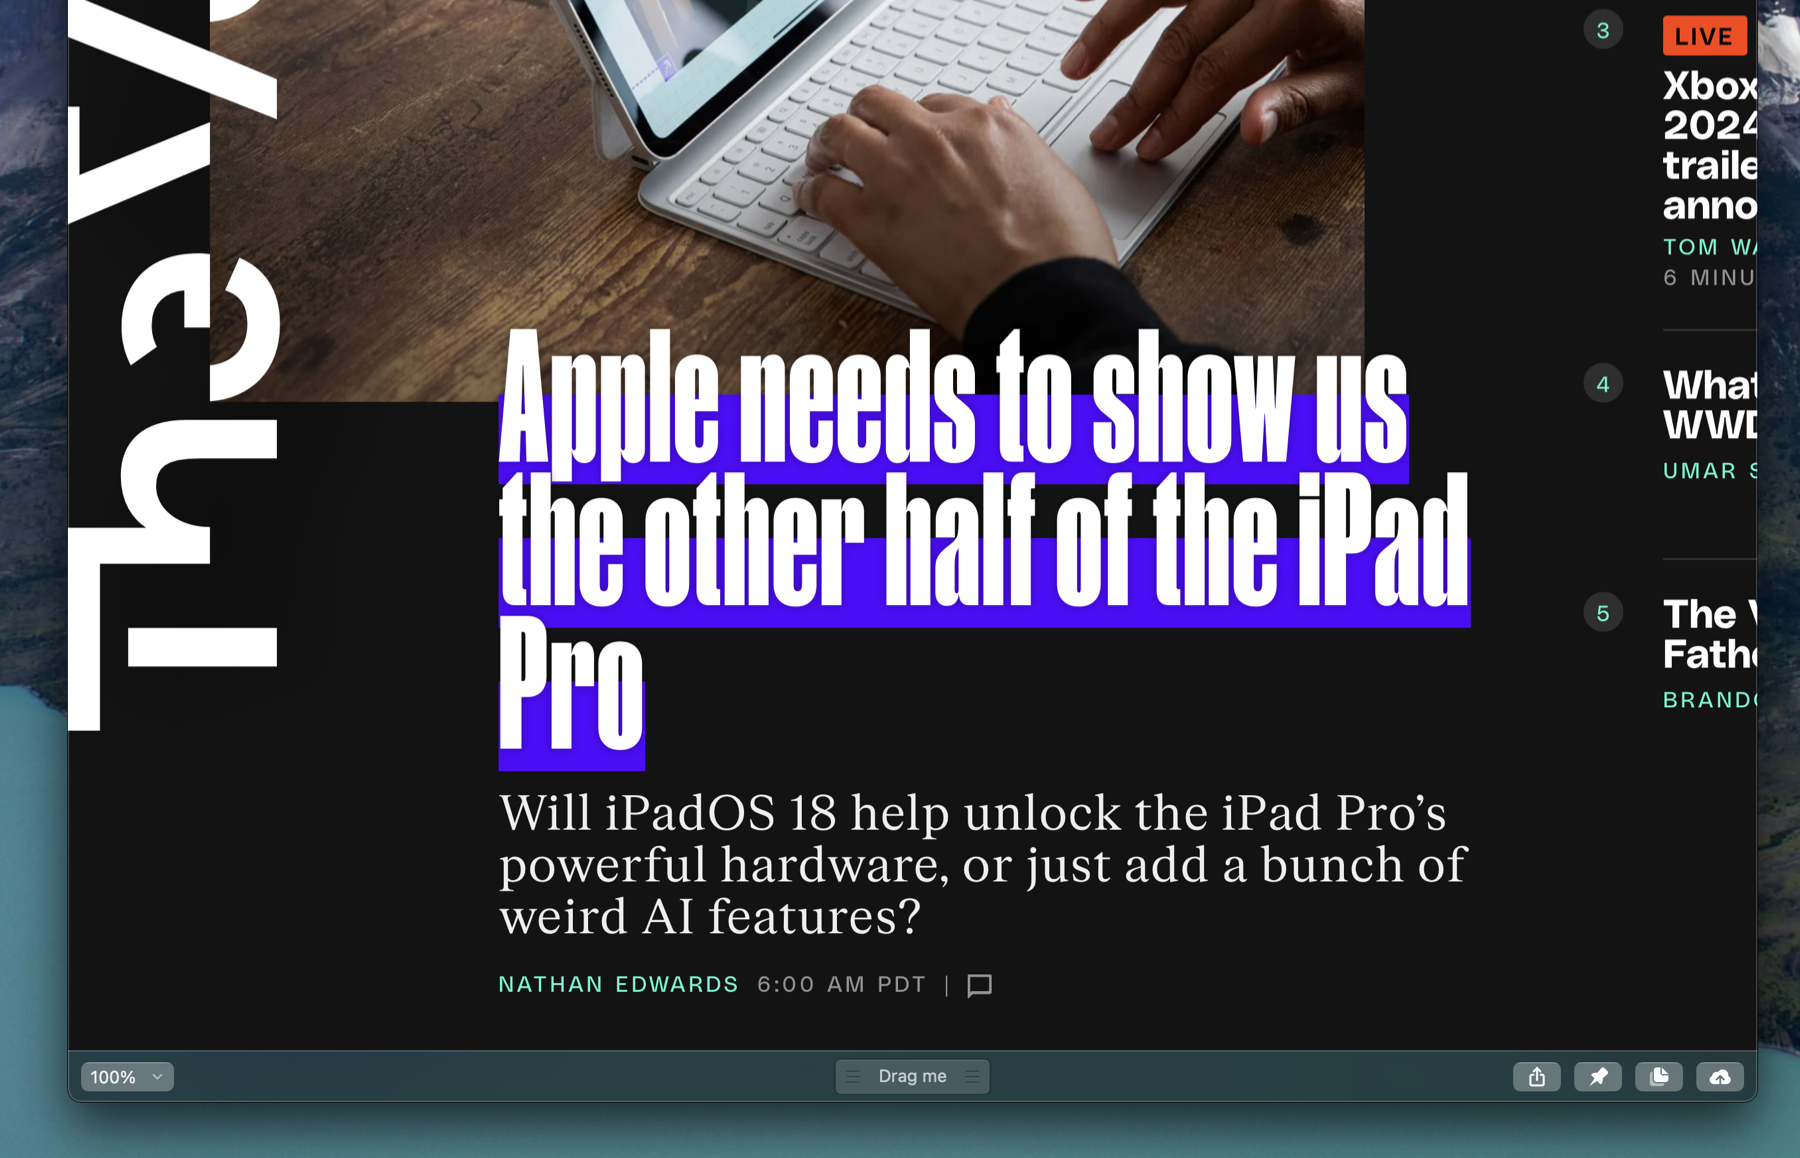 The V
Apple needs to show us
the other half of the iPad
Pro
Will iPadOS 18 help unlock the iPad Pro’s
powerful hardware, or just add a bunch of
weird AI features?
NATHAN EDWARDS 6:00 AM PDT |
3
LIVE
Xbox
2024
traile
anno
TOM WA
6 MINU
4
What
WWD
UMAR S
5
The V
Fathe
BRANDO
100%
Drag me